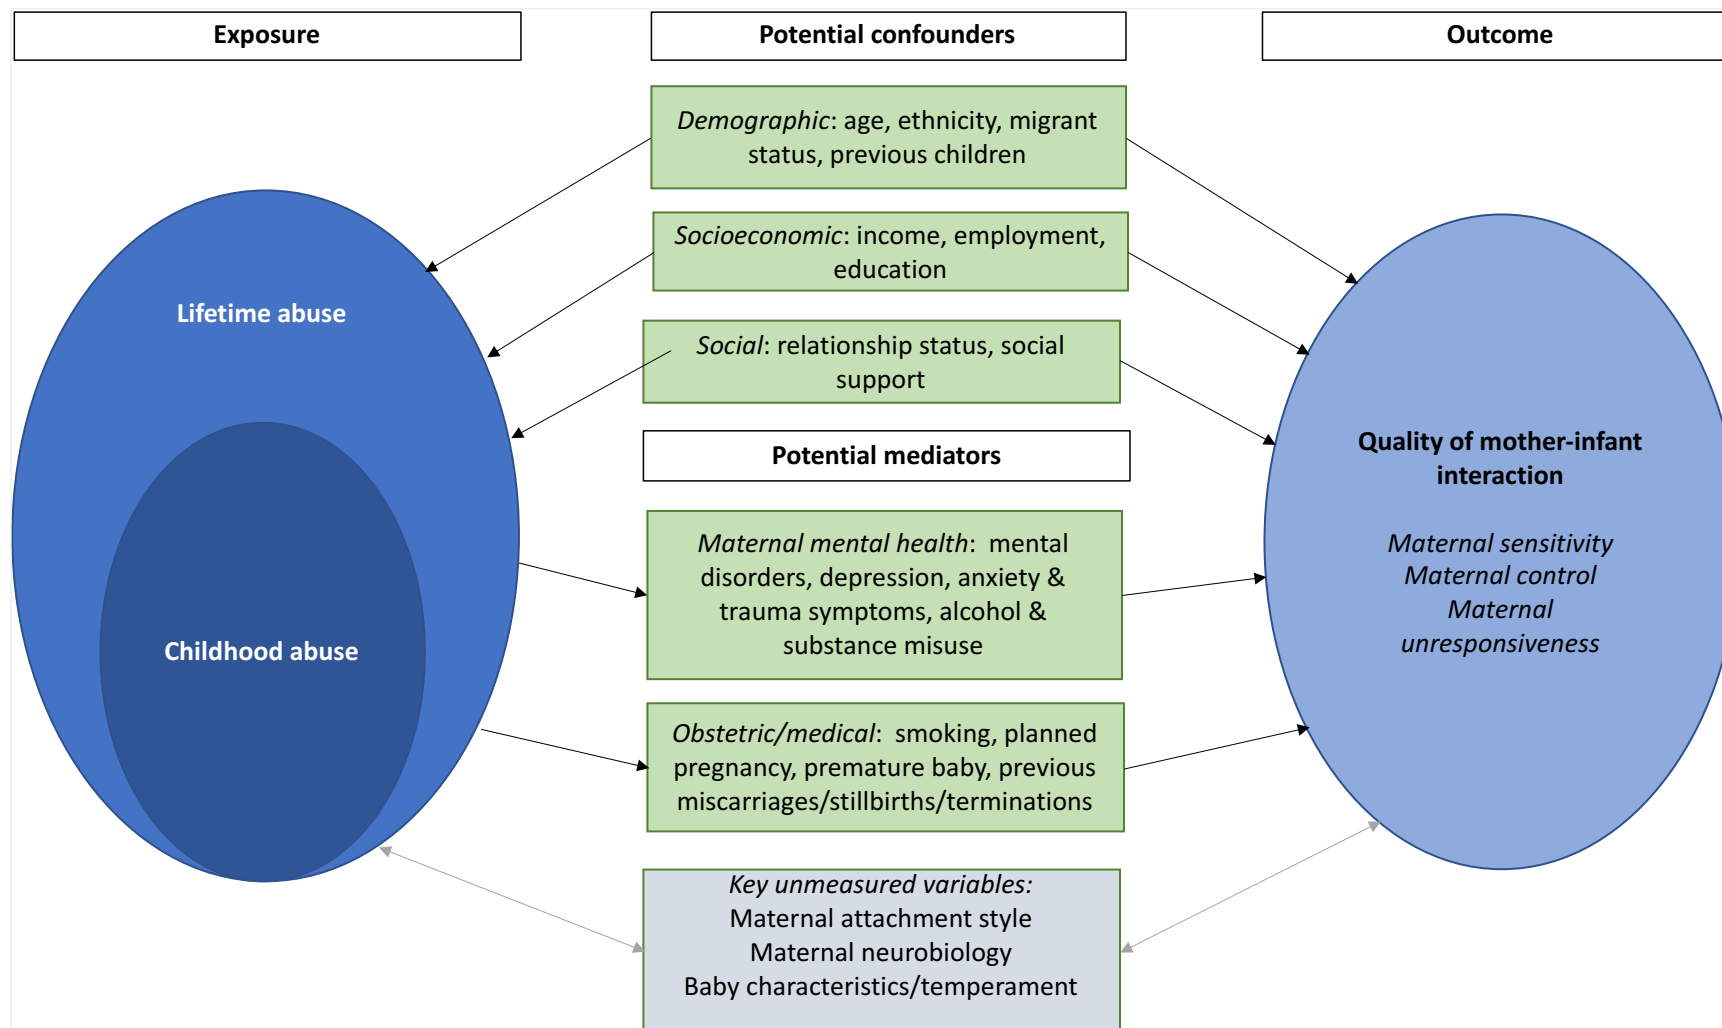 Exposure
Potential confounders
Outcome
Demographic: age, ethnicity, migrant
status, previous children
Socioeconomic: income, employment,
education
Social: relationship status, social
support
Lifetime abuse
Childhood abuse
Potential mediators
Maternal mental health:  mental
disorders, depression, anxiety &
trauma symptoms, alcohol &
substance misuse
Obstetric/medical:  smoking, planned
pregnancy, premature baby, previous
miscarriages/stillbirths/terminations
Key unmeasured variables:
Maternal attachment style
Maternal neurobiology
Baby characteristics/temperament
Quality of mother-infant
interaction
Maternal sensitivity
Maternal control
Maternal
unresponsiveness